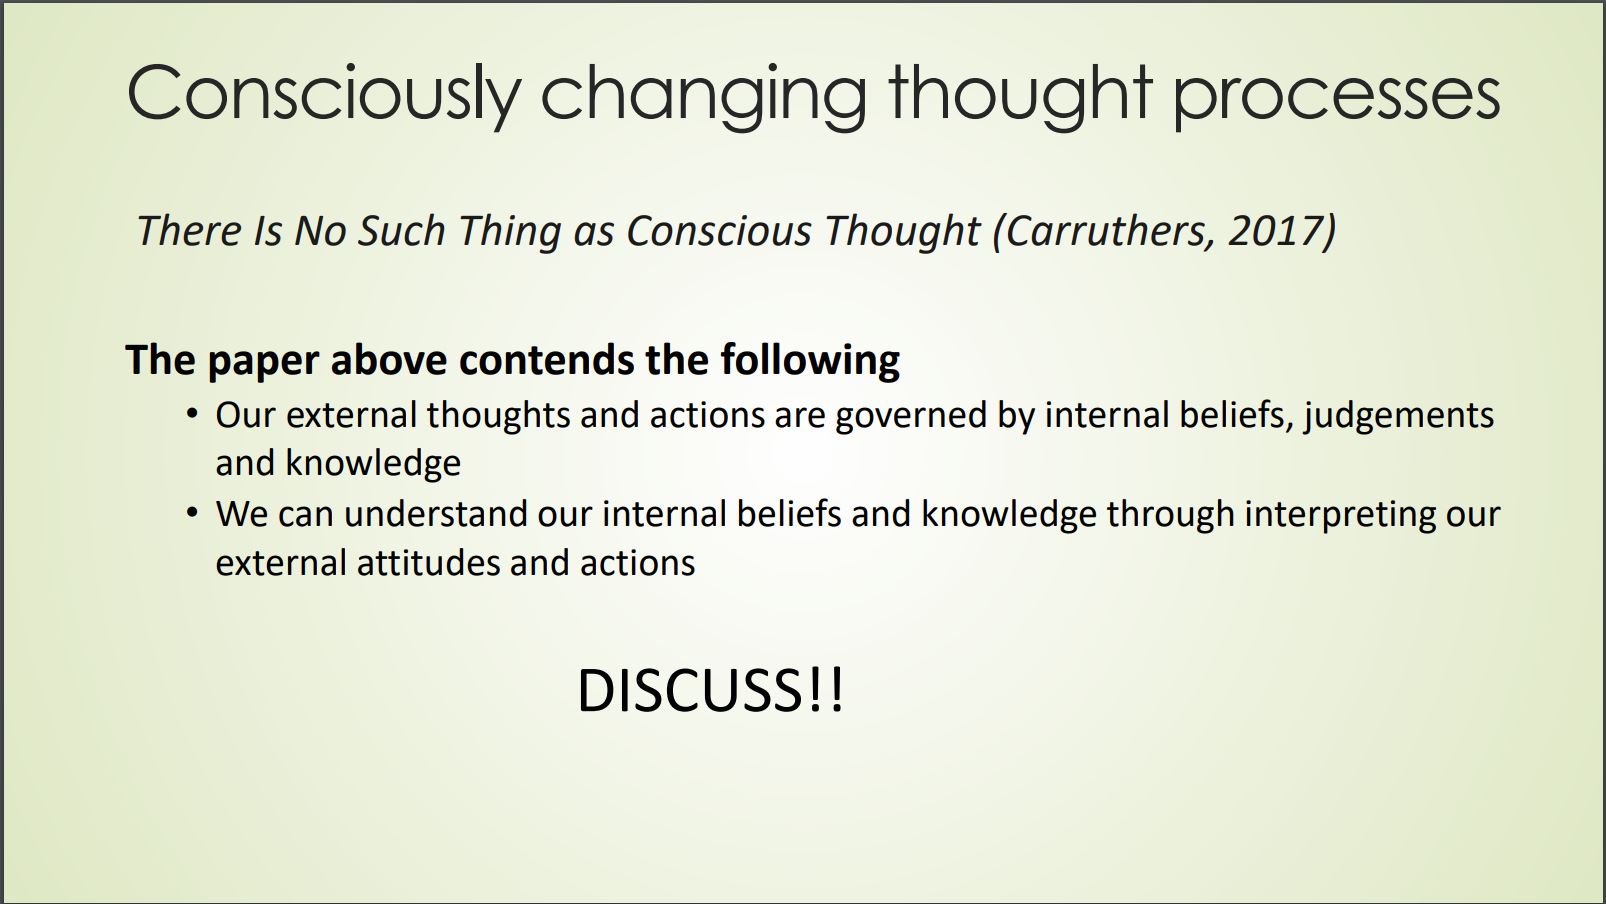 Consciously changing thought processes
There Is No Such Thing as Conscious Thought (Carruthers, 2017)
The paper above contends the following
• Our external thoughts and actions are governed by internal beliefs, judgements
and knowledge
• We can understand our internal beliefs and knowledge through interpreting our
external attitudes and actions
DISCUSS!!